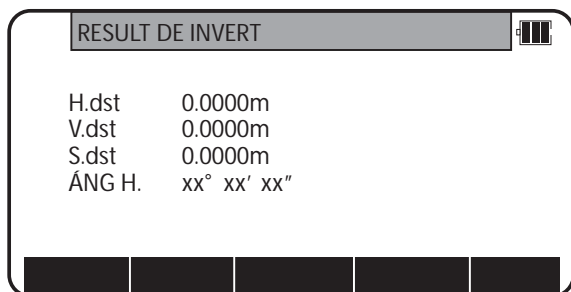 RESULT DE INVERT
H.dst 0.0000m
V.dst 0.0000m
S.dst 0.0000m
ÁNG H. xx° xx′ xx″